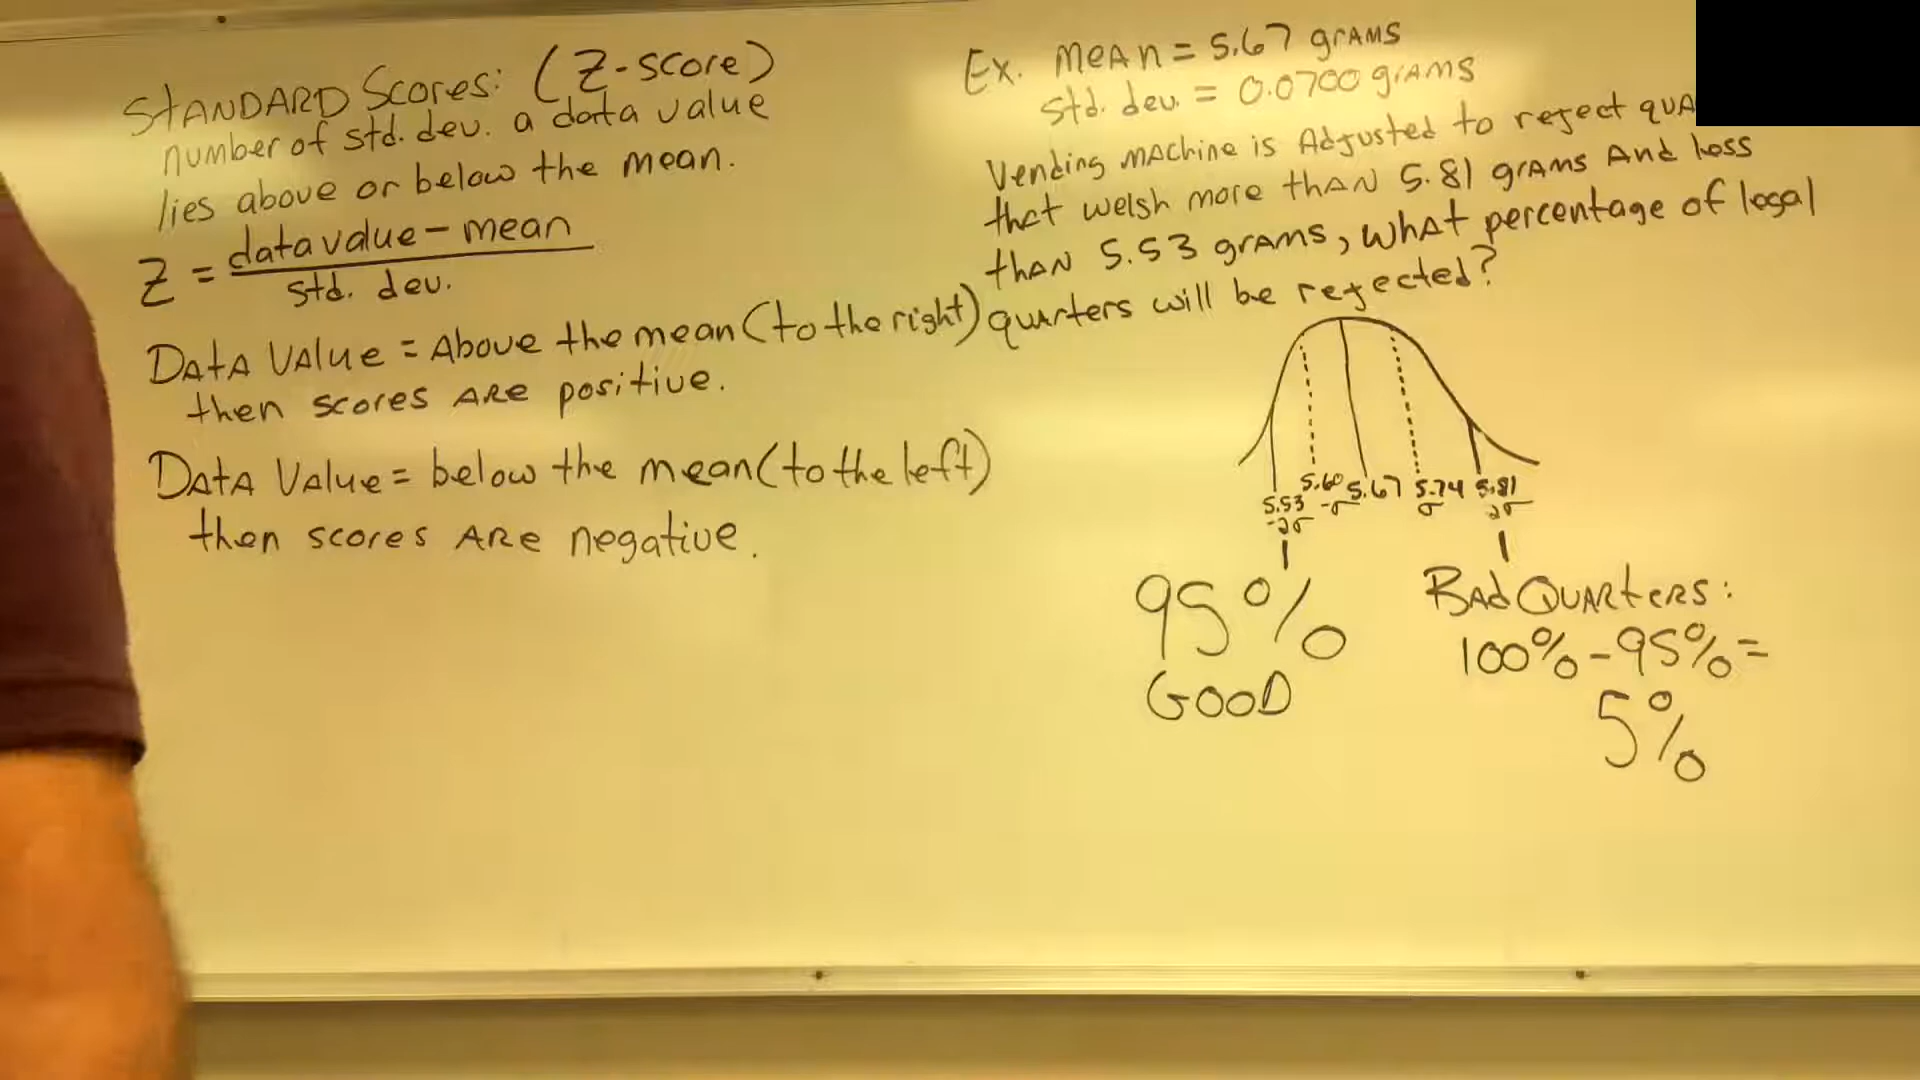 STANDARD Scores: (Z-score)
number of std. dev. a data value
lies above or below the mean.
Z = data value - mean
std. dev.
DATA VALUE = Above the mean (to the right)
then scores ARE positive.
DATA VALUE = below the mean (to the left)
then scores ARE negative.
Ex. MEAN = 5.67 grAMS
std. dev. = 0.0700 grAMS
Vending MAchine is Adjusted to reject
that weigh more thAN 5.81 grAMS And less
thAN 5.53 grAMS, what percentage of legal
quarters will be rejected?
5.53 5.60 5.67 5.74 5.81
-2σ -σ σ 2σ
95%
GOOD
BAd QUARtERS:
100% - 95% =
5%